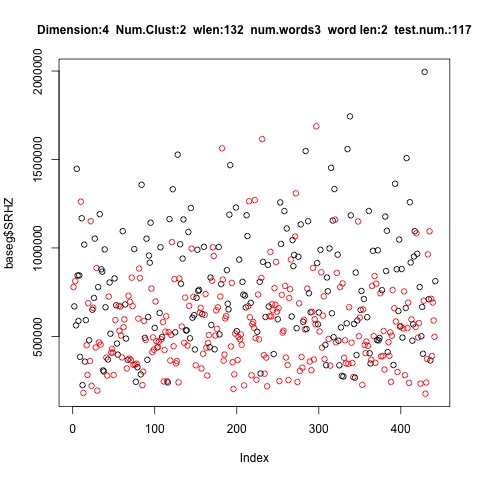 Dimension:4 Num.Clust:2 wlen:132 num.words3 word len:2 test.num.:117
2000000
1500000
1000000
500000
baseg$SRHZ
0 100 200 300 400
Index